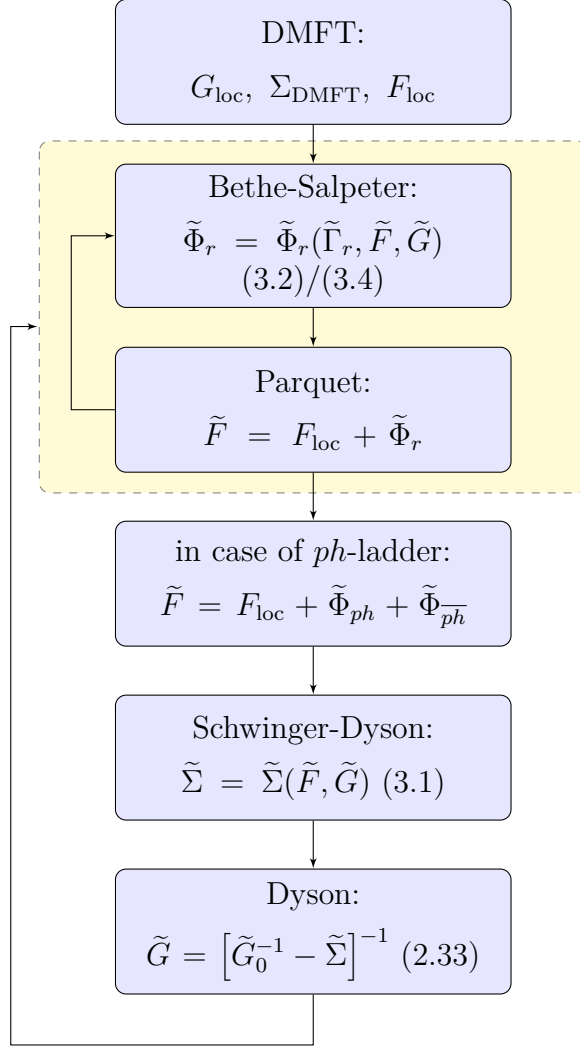 DMFT:
G_loc, Σ_DMFT, F_loc
Bethe-Salpeter:
Φ̃_r = Φ̃_r(Γ̃_r, F̃, G̃)
(3.2)/(3.4)
Parquet:
F̃ = F_loc + Φ̃_r
in case of ph-ladder:
F̃ = F_loc + Φ̃_ph + Φ̃_p̅h̅
Schwinger-Dyson:
Σ̃ = Σ̃(F̃, G̃) (3.1)
Dyson:
G̃ = [G̃₀⁻¹ − Σ̃]⁻¹ (2.33)